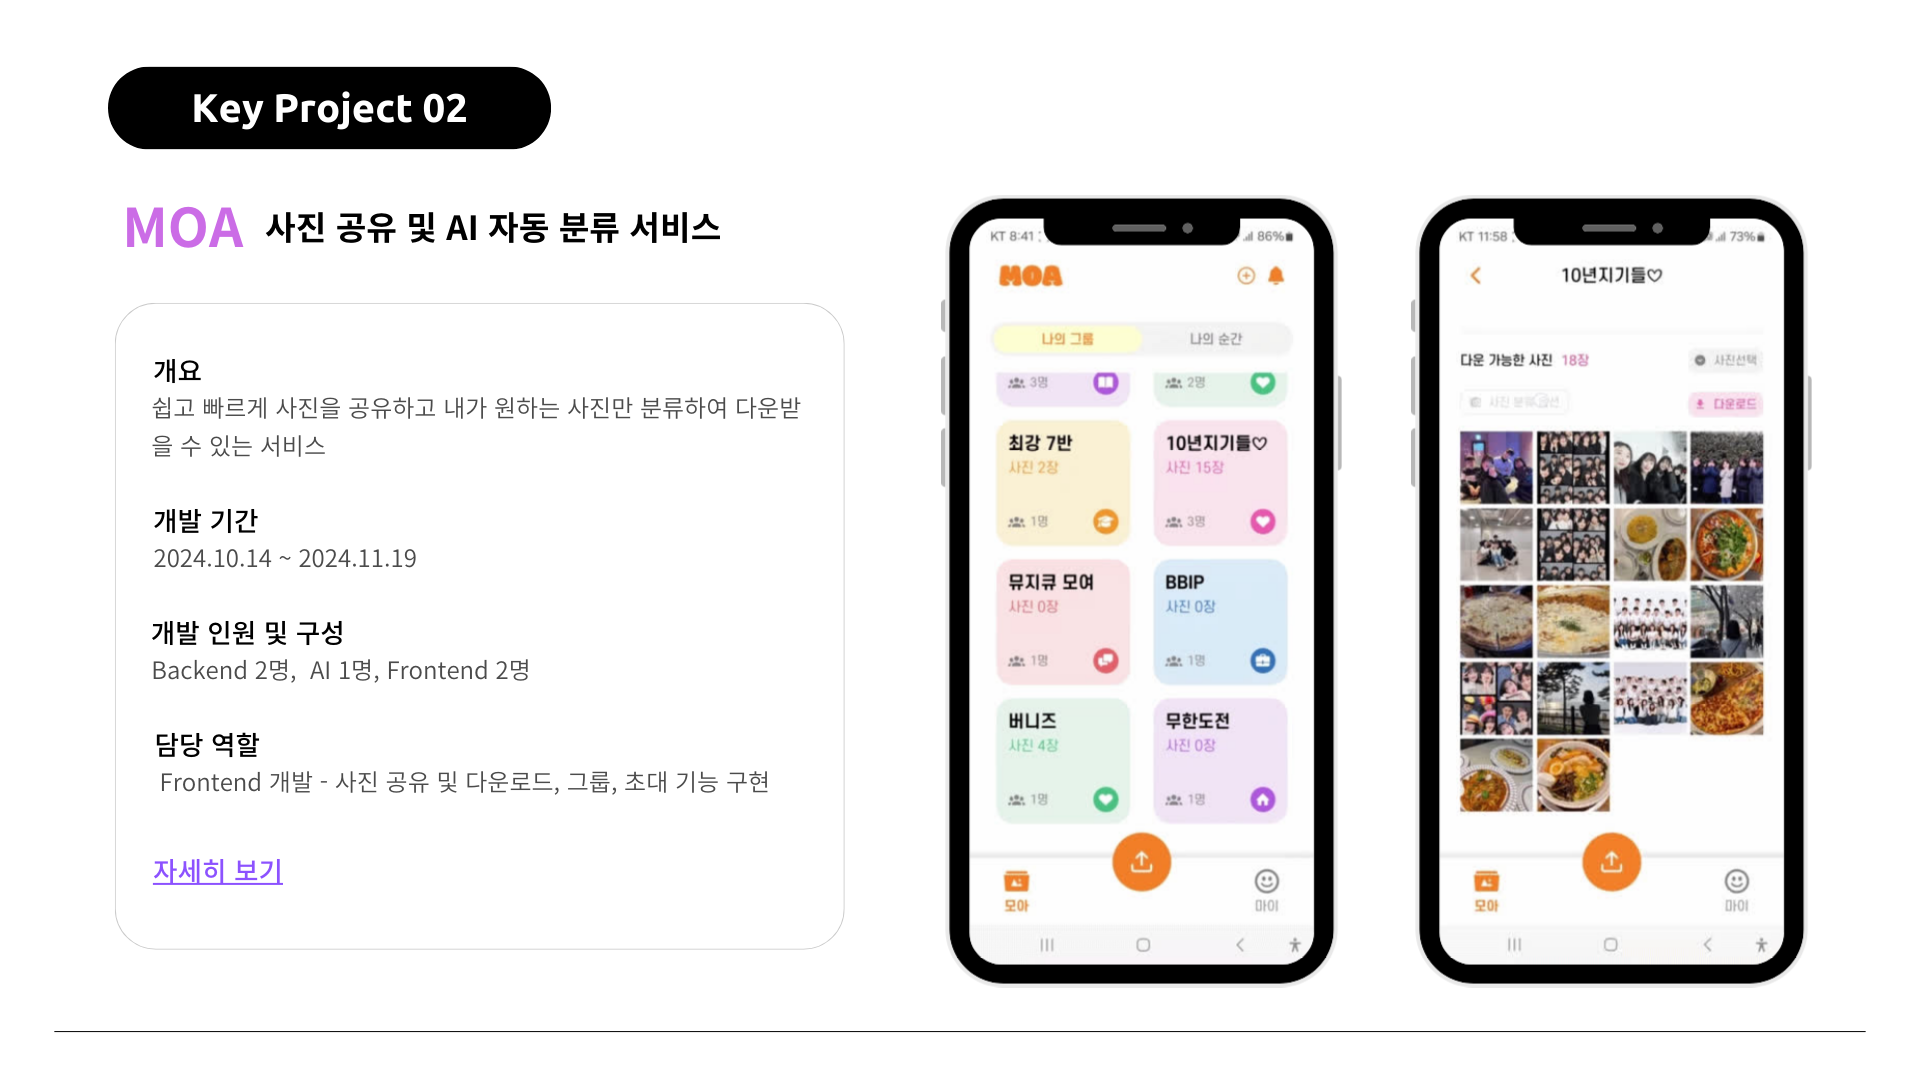 Key Project 02
MOA 사진 공유 및 AI 자동 분류 서비스
개요
쉽고 빠르게 사진을 공유하고 내가 원하는 사진만 분류하여 다운받
을 수 있는 서비스
개발 기간
2024.10.14 ~ 2024.11.19
개발 인원 및 구성
Backend 2명, AI 1명, Frontend 2명
담당 역할
Frontend 개발 - 사진 공유 및 다운로드, 그룹, 초대 기능 구현
자세히 보기
KT 8:41
86%
MOA
나의 그룹 나의 순간
3명 2명
최강 7반 10년지기들♡
사진 2장 사진 15장
1명 3명
뮤지큐 모여 BBIP
사진 0장 사진 0장
1명 1명
버니즈 무한도전
사진 4장 사진 0장
1명 1명
모아 마이
KT 11:58
73%
10년지기들♡
다운 가능한 사진 18장 사진선택
사진 분류 다운로드
모아 마이